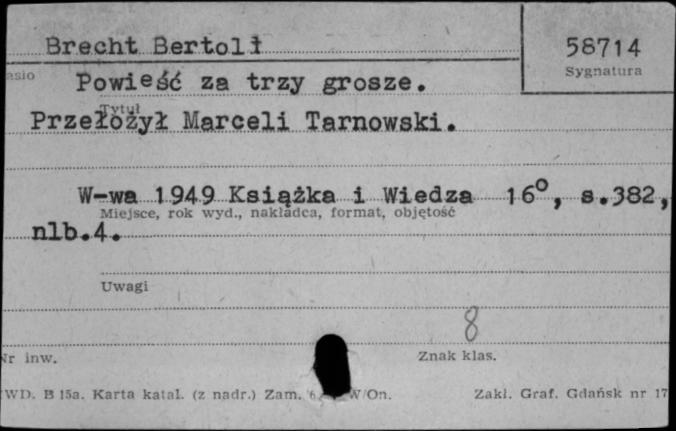 Brecht Bertolt
58714
Sygnatura
asło
Powieść za trzy grosze.
Tytuł
Przełożył Marceli Tarnowski.
W-wa 1949 Książka i Wiedza 16°, s.382,
Miejsce, rok wyd., nakładca, format, objętość
nlb.4.
Uwagi
8
Nr inw.
Znak klas.
WD. B 15a. Karta katal. (z nadr.) Zam. W/On.
Zakł. Graf. Gdańsk nr 17